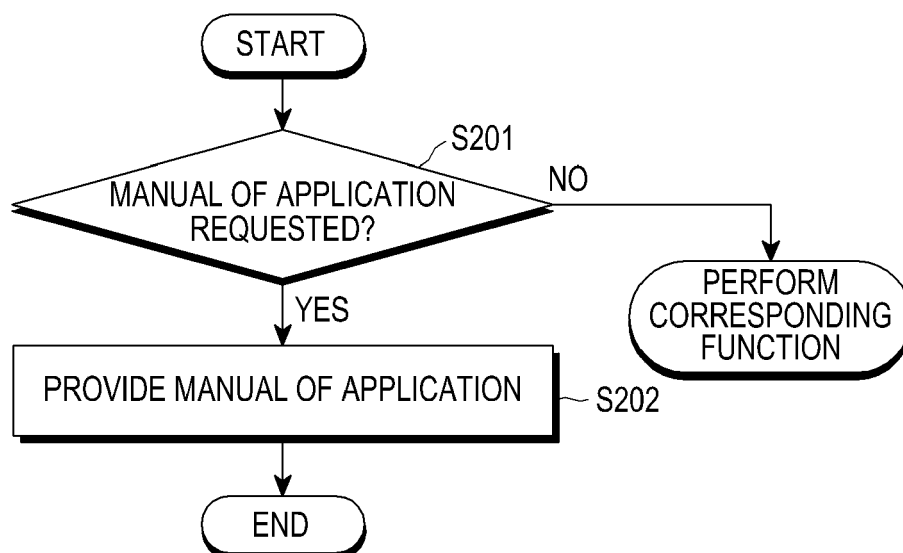 START
S201
MANUAL OF APPLICATION
REQUESTED?
NO
PERFORM
CORRESPONDING
FUNCTION
YES
PROVIDE MANUAL OF APPLICATION
S202
END